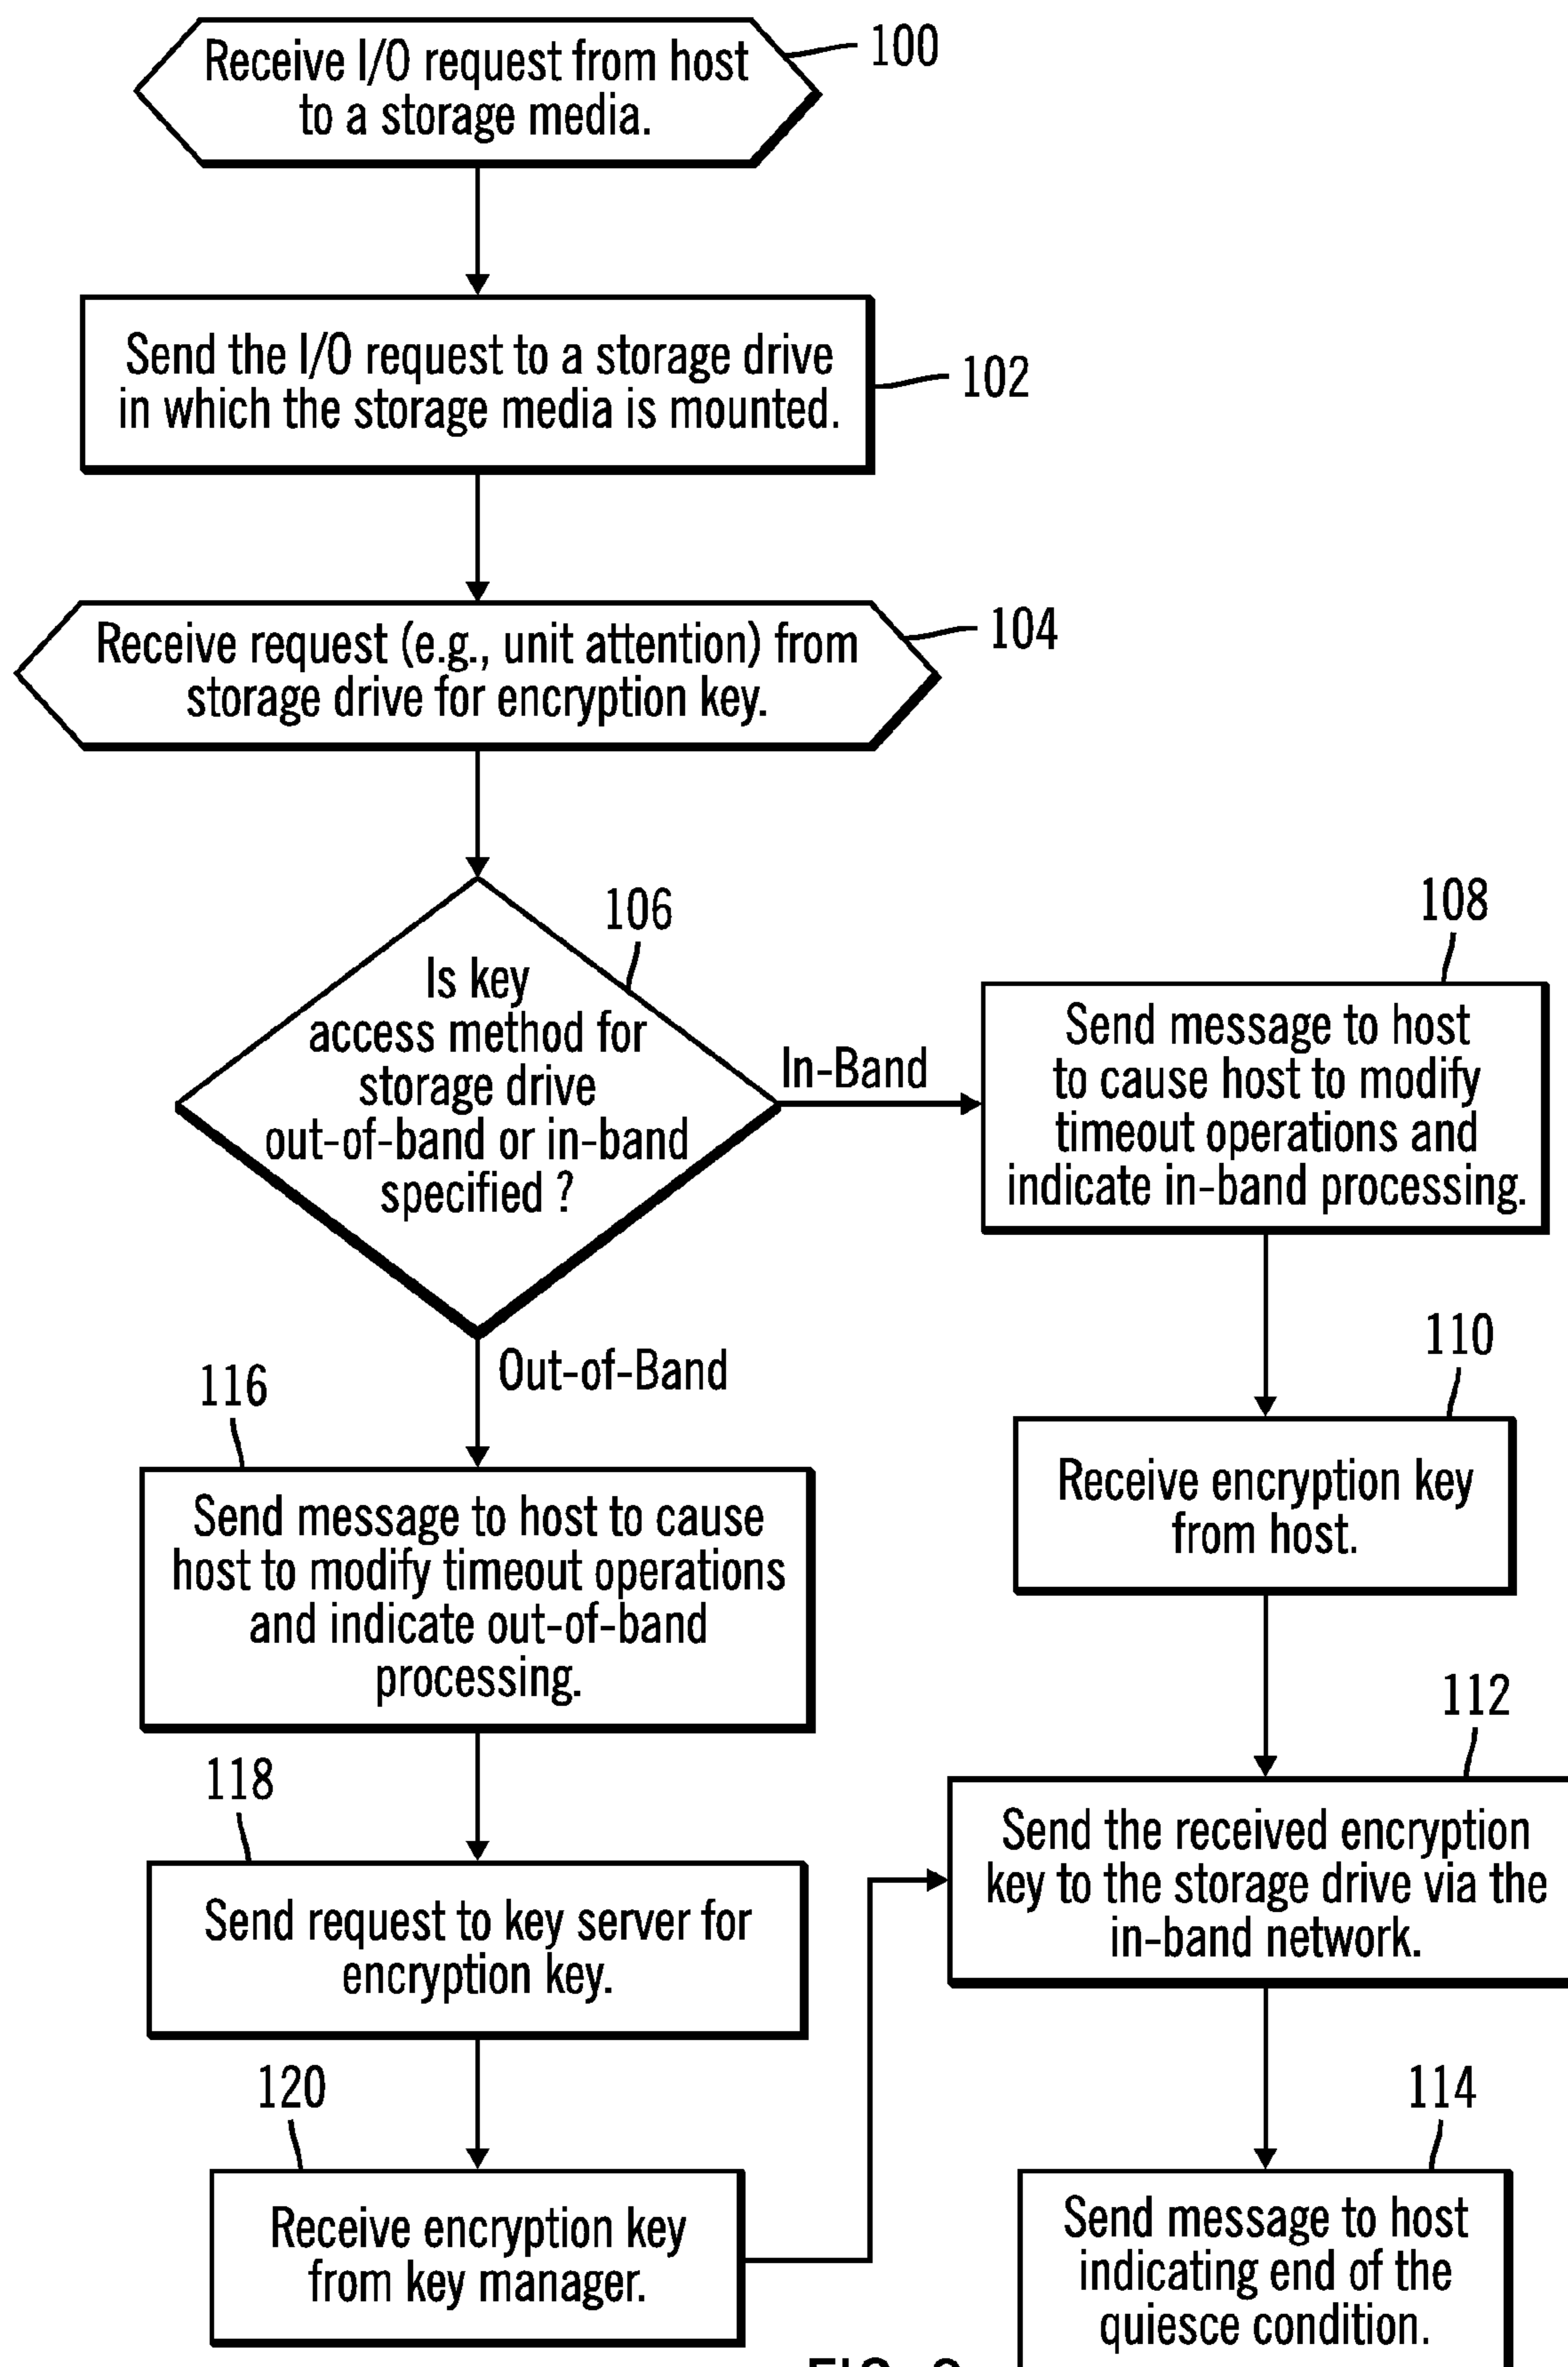 Receive I/O request from host
to a storage media.
100
Send the I/O request to a storage drive
in which the storage media is mounted.
102
Receive request (e.g., unit attention) from
storage drive for encryption key.
104
106
Is key
access method for
storage drive
out-of-band or in-band
specified ?
In-Band
Out-of-Band
108
Send message to host
to cause host to modify
timeout operations and
indicate in-band processing.
110
Receive encryption key
from host.
116
Send message to host to cause
host to modify timeout operations
and indicate out-of-band
processing.
118
Send request to key server for
encryption key.
120
Receive encryption key
from key manager.
112
Send the received encryption
key to the storage drive via the
in-band network.
114
Send message to host
indicating end of the
quiesce condition.